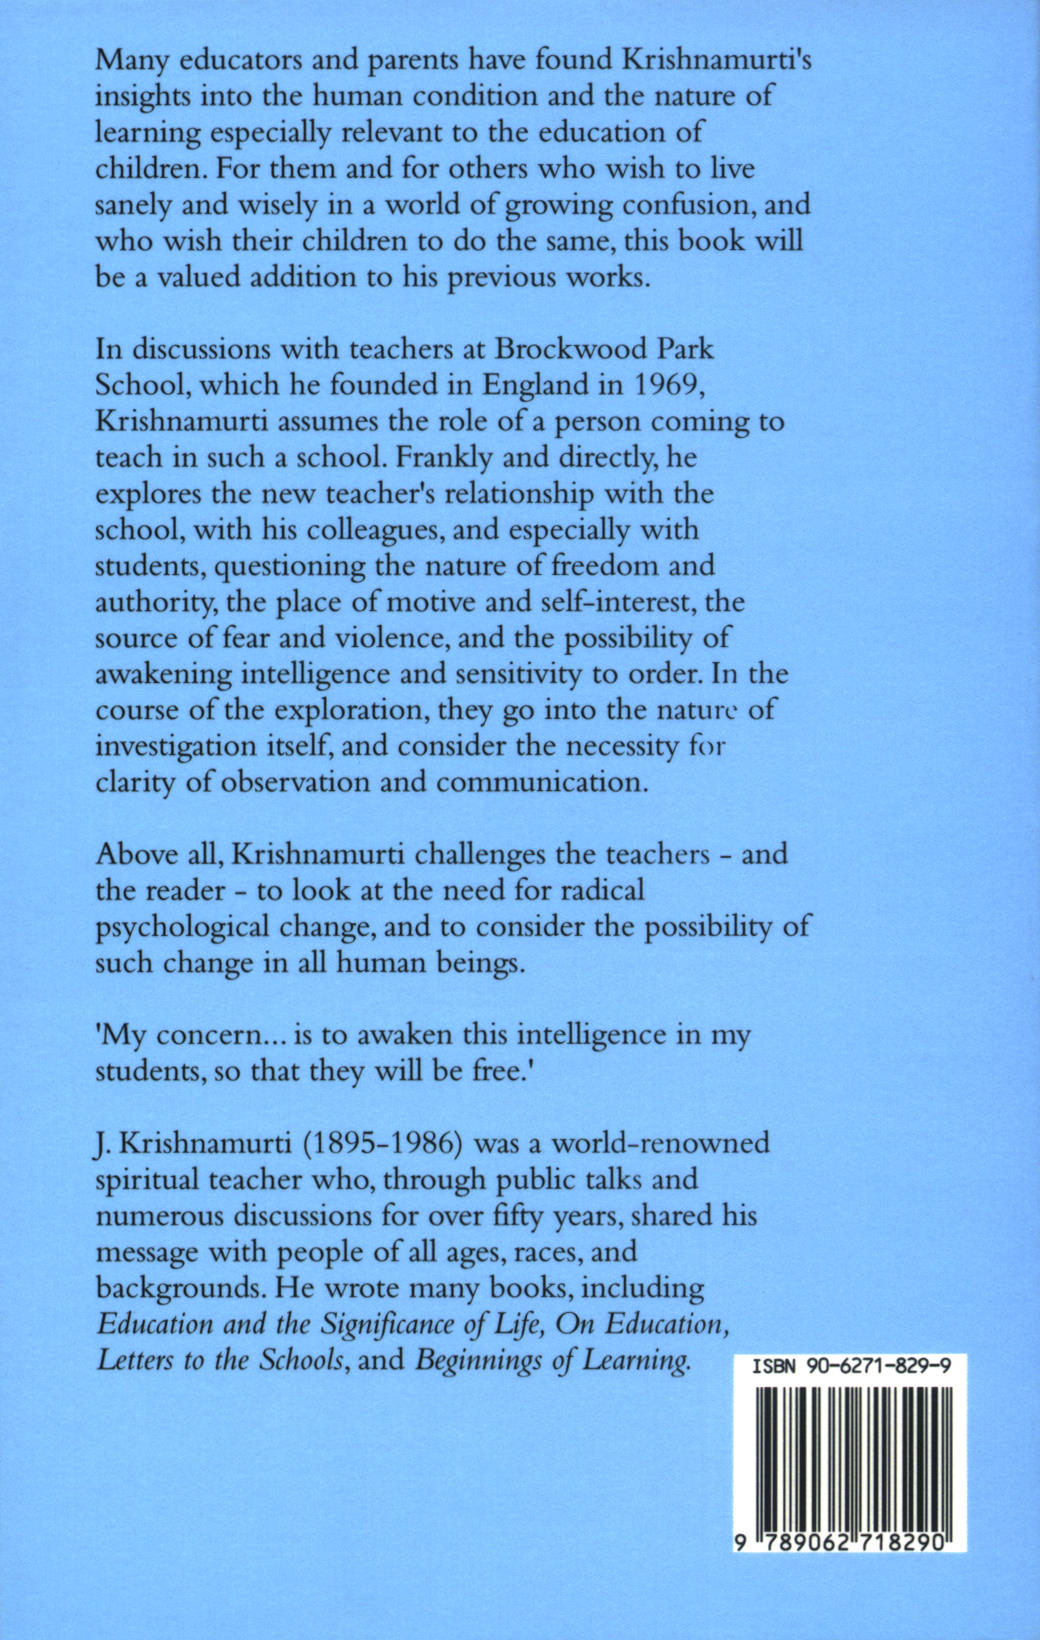 Many educators and parents have found Krishnamurti's
insights into the human condition and the nature of
learning especially relevant to the education of
children. For them and for others who wish to live
sanely and wisely in a world of growing confusion, and
who wish their children to do the same, this book will
be a valued addition to his previous works.
In discussions with teachers at Brockwood Park
School, which he founded in England in 1969,
Krishnamurti assumes the role of a person coming to
teach in such a school. Frankly and directly, he
explores the new teacher's relationship with the
school, with his colleagues, and especially with
students, questioning the nature of freedom and
authority, the place of motive and self-interest, the
source of fear and violence, and the possibility of
awakening intelligence and sensitivity to order. In the
course of the exploration, they go into the nature of
investigation itself, and consider the necessity for
clarity of observation and communication.
Above all, Krishnamurti challenges the teachers – and
the reader – to look at the need for radical
psychological change, and to consider the possibility of
such change in all human beings.
'My concern... is to awaken this intelligence in my
students, so that they will be free.'
J. Krishnamurti (1895–1986) was a world-renowned
spiritual teacher who, through public talks and
numerous discussions for over fifty years, shared his
message with people of all ages, races, and
backgrounds. He wrote many books, including
Education and the Significance of Life, On Education,
Letters to the Schools, and Beginnings of Learning.
ISBN 90-6271-829-9
9 789062 718290